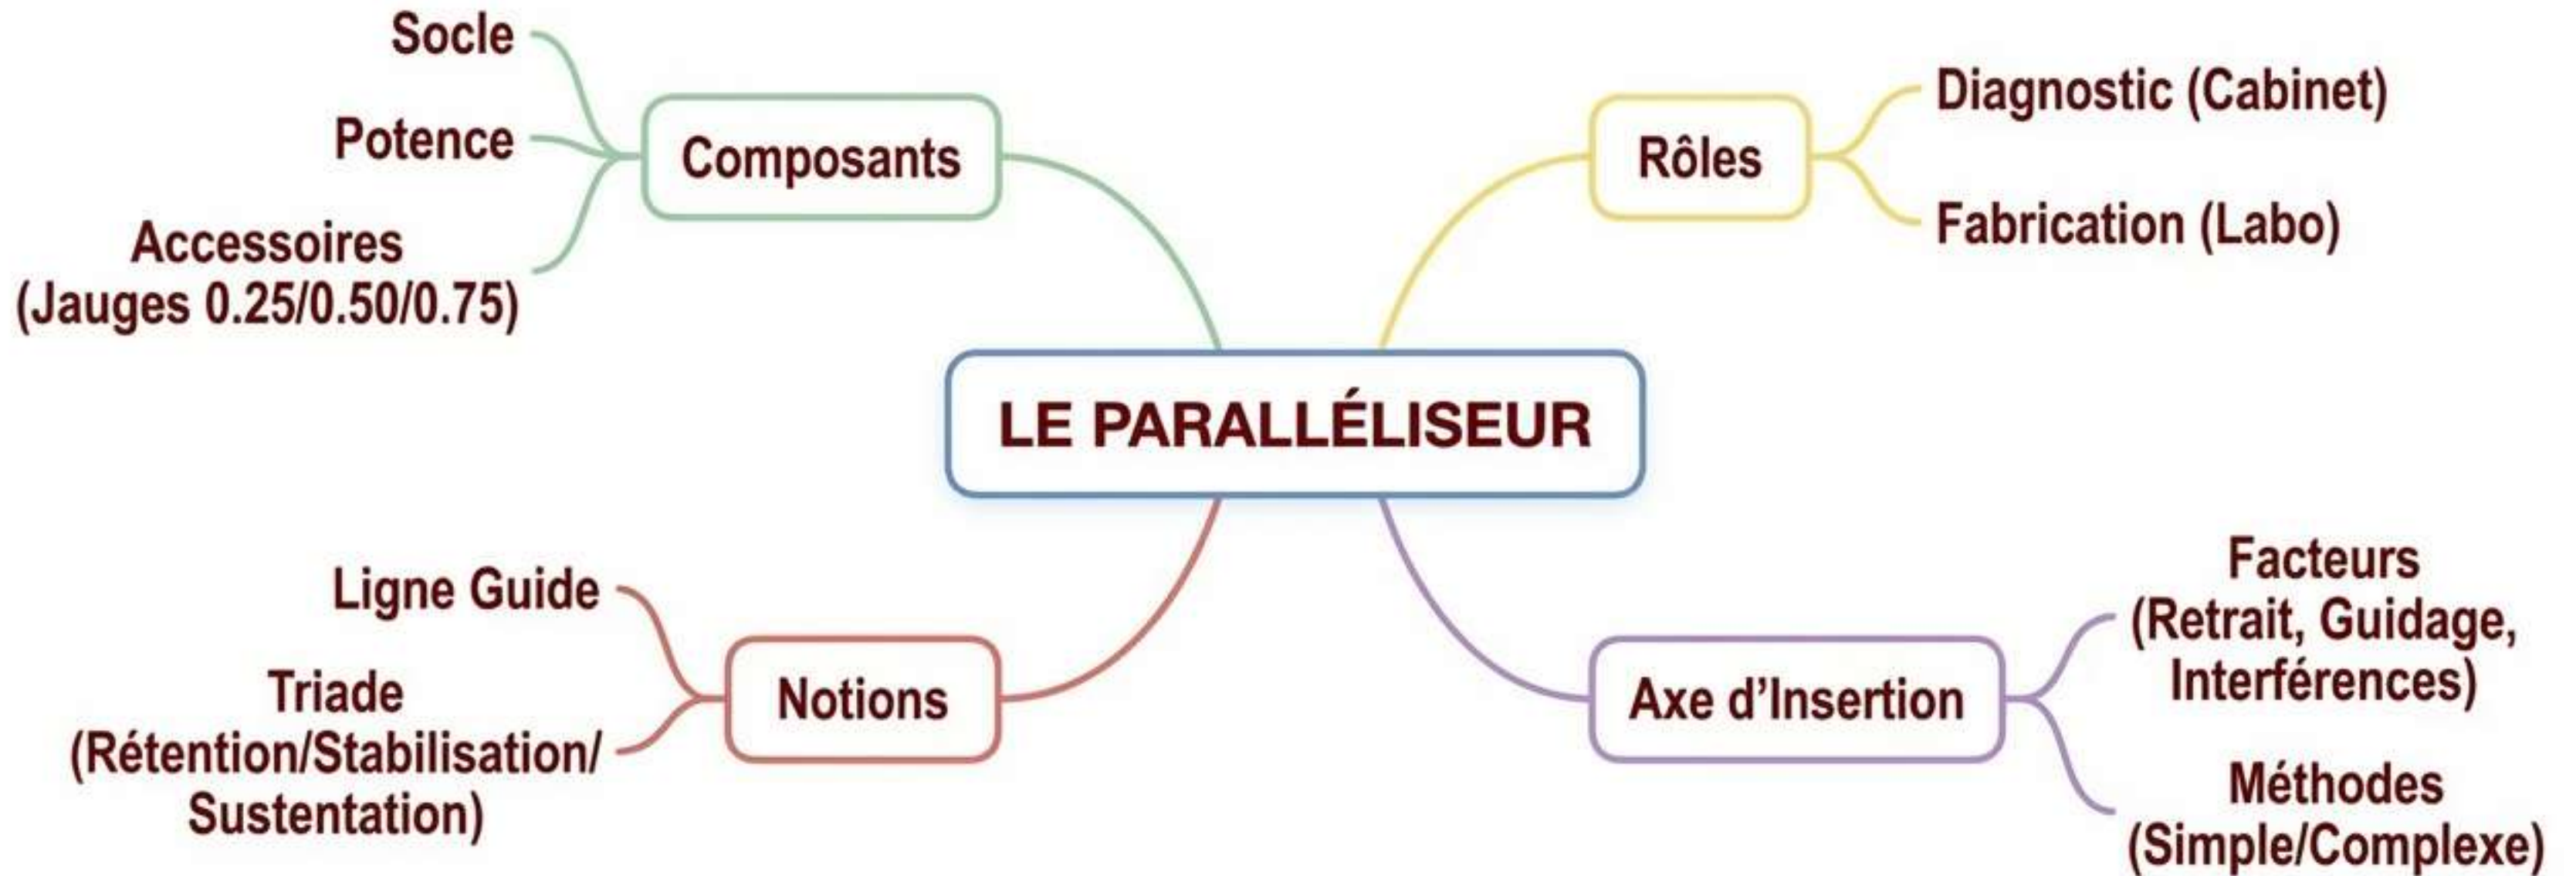 Socle
Potence
Accessoires
(Jauges 0.25/0.50/0.75)
Composants
Rôles
Diagnostic (Cabinet)
Fabrication (Labo)
LE PARALLÉLISEUR
Ligne Guide
Triade
(Rétention/Stabilisation/
Sustentation)
Notions
Axe d’Insertion
Facteurs
(Retrait, Guidage,
Interférences)
Méthodes
(Simple/Complexe)